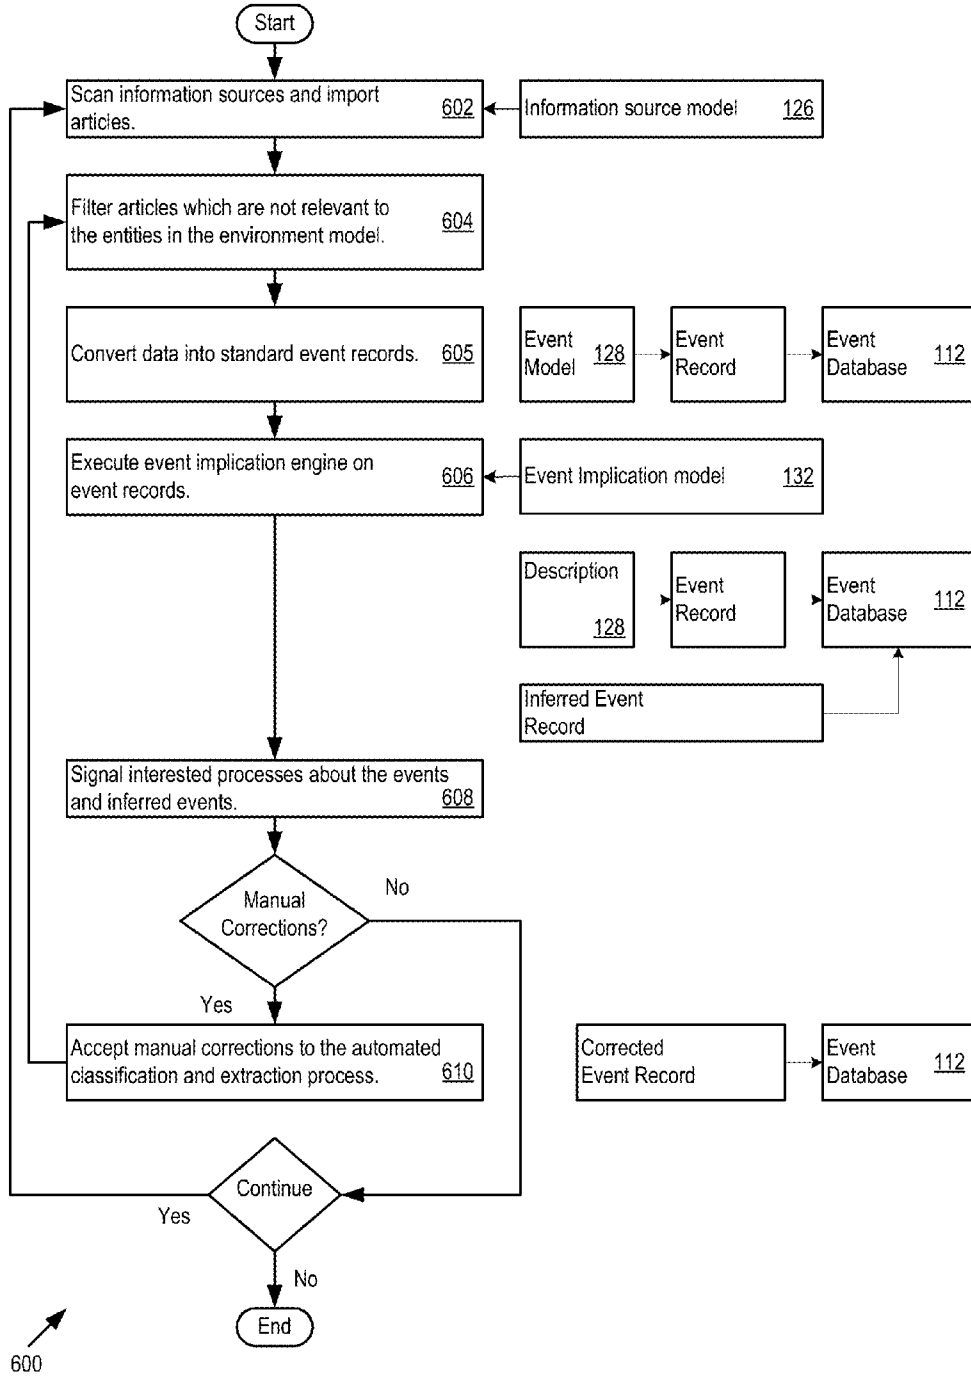 Start
Scan information sources and import
articles.
602
Information source model 126
Filter articles which are not relevant to
the entities in the environment model.
604
Convert data into standard event records. 605
Event
Model 128
Event
Record
Event
Database 112
Execute event implication engine on
event records.
606
Event Implication model 132
Description
128
Event
Record
Event
Database 112
Inferred Event
Record
Signal interested processes about the events
and inferred events. 608
Manual
Corrections?
No
Yes
Accept manual corrections to the automated
classification and extraction process. 610
Corrected
Event Record
Event
Database 112
Continue
Yes
No
End
600